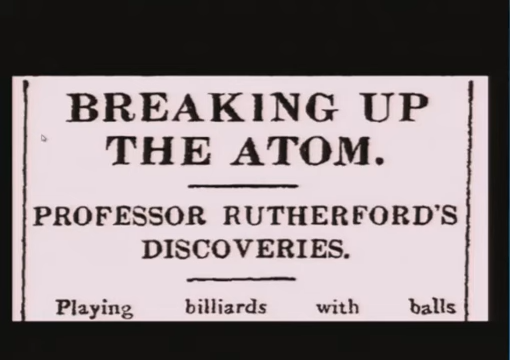 BREAKING UP
THE ATOM.
PROFESSOR RUTHERFORD'S
DISCOVERIES.
Playing billiards with balls